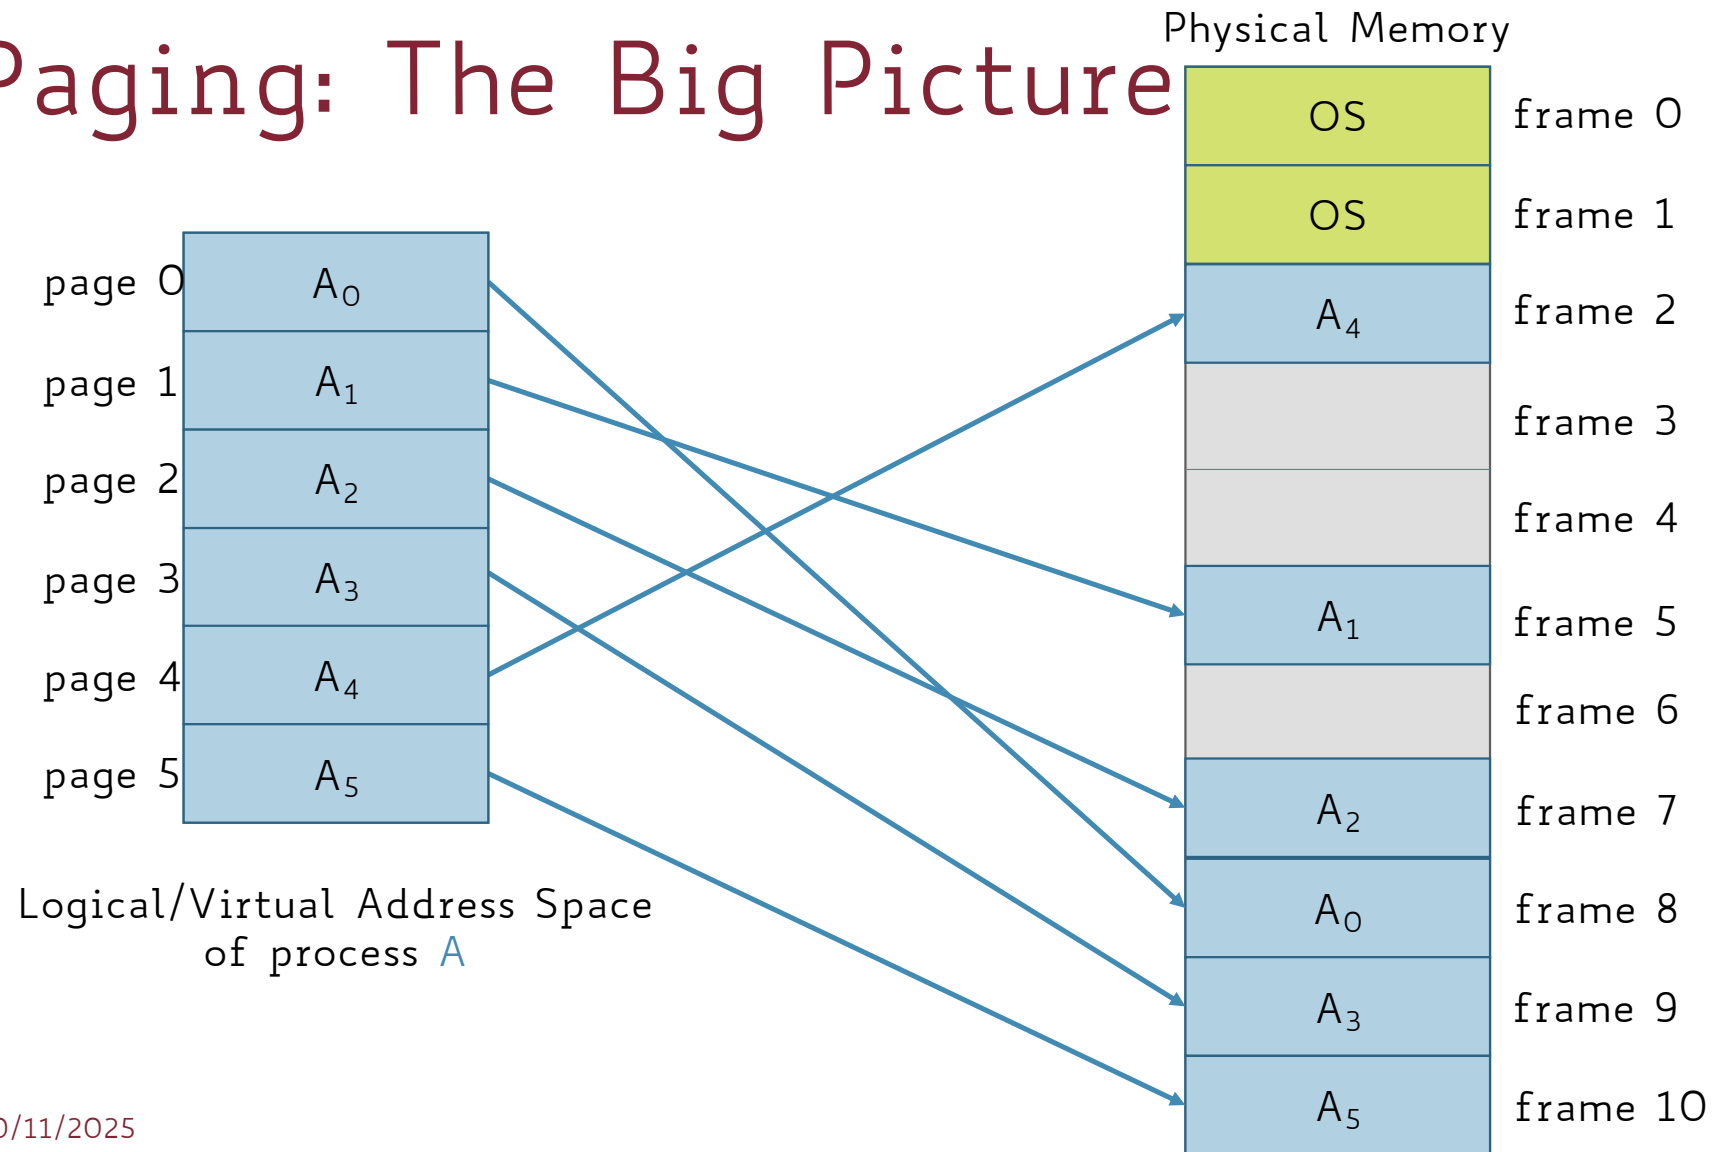 Paging: The Big Picture
Physical Memory
page 0 A₀
page 1 A₁
page 2 A₂
page 3 A₃
page 4 A₄
page 5 A₅
Logical/Virtual Address Space
of process A
OS frame 0
OS frame 1
A₄ frame 2
frame 3
frame 4
A₁ frame 5
frame 6
A₂ frame 7
A₀ frame 8
A₃ frame 9
A₅ frame 10
0/11/2025